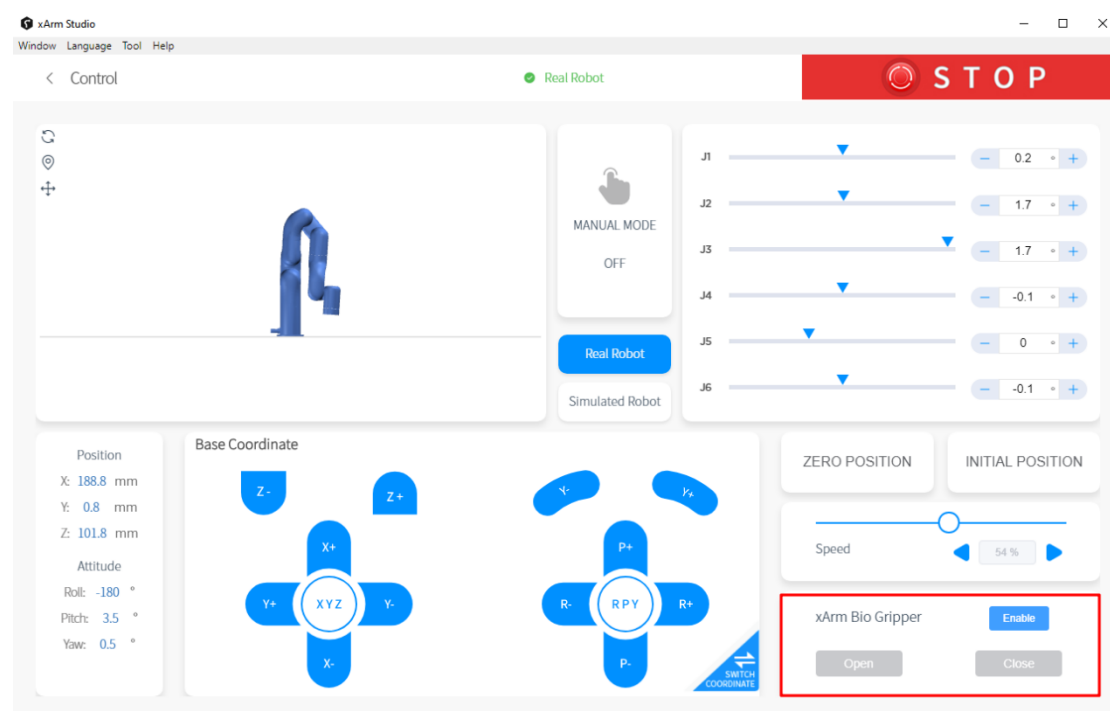 xArm Studio
Window Language Tool Help
Control
Real Robot
STOP
MANUAL MODE
OFF
Real Robot
Simulated Robot
J1 0.2 °
J2 1.7 °
J3 1.7 °
J4 -0.1 °
J5 0 °
J6 -0.1 °
Position
X: 188.8 mm
Y: 0.8 mm
Z: 101.8 mm
Attitude
Roll: -180 °
Pitch: 3.5 °
Yaw: 0.5 °
Base Coordinate
Z-
Z+
X+
Y+
XYZ
Y-
X-
Y-
Y+
P+
R-
RPY
R+
P-
SWITCH
COORDINATE
ZERO POSITION
INITIAL POSITION
Speed
54 %
xArm Bio Gripper
Enable
Open
Close